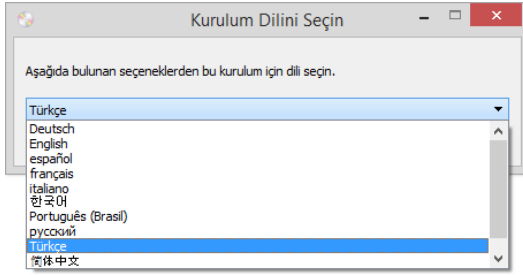 Kurulum Dilini Seçin
Aşağıda bulunan seçeneklerden bu kurulum için dili seçin.
Türkçe
Deutsch
English
español
français
italiano
한국어
Português (Brasil)
русский
Türkçe
简体中文